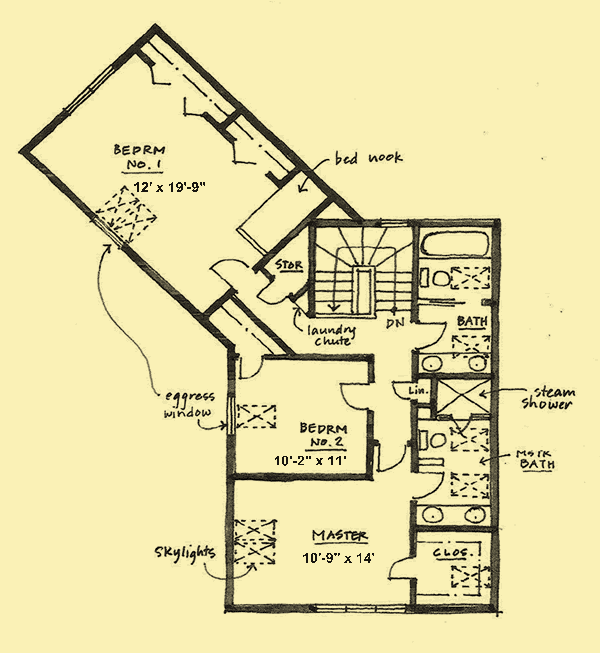 BEDRM
NO. 1
12' x 19'-9"
bed nook
STOR
laundry
chute
DN
BATH
Lin.
steam
shower
eggress
window
BEDRM
NO. 2
10'-2" x 11'
MSTR
BATH
MASTER
10'-9" x 14'
skylights
CLOS.